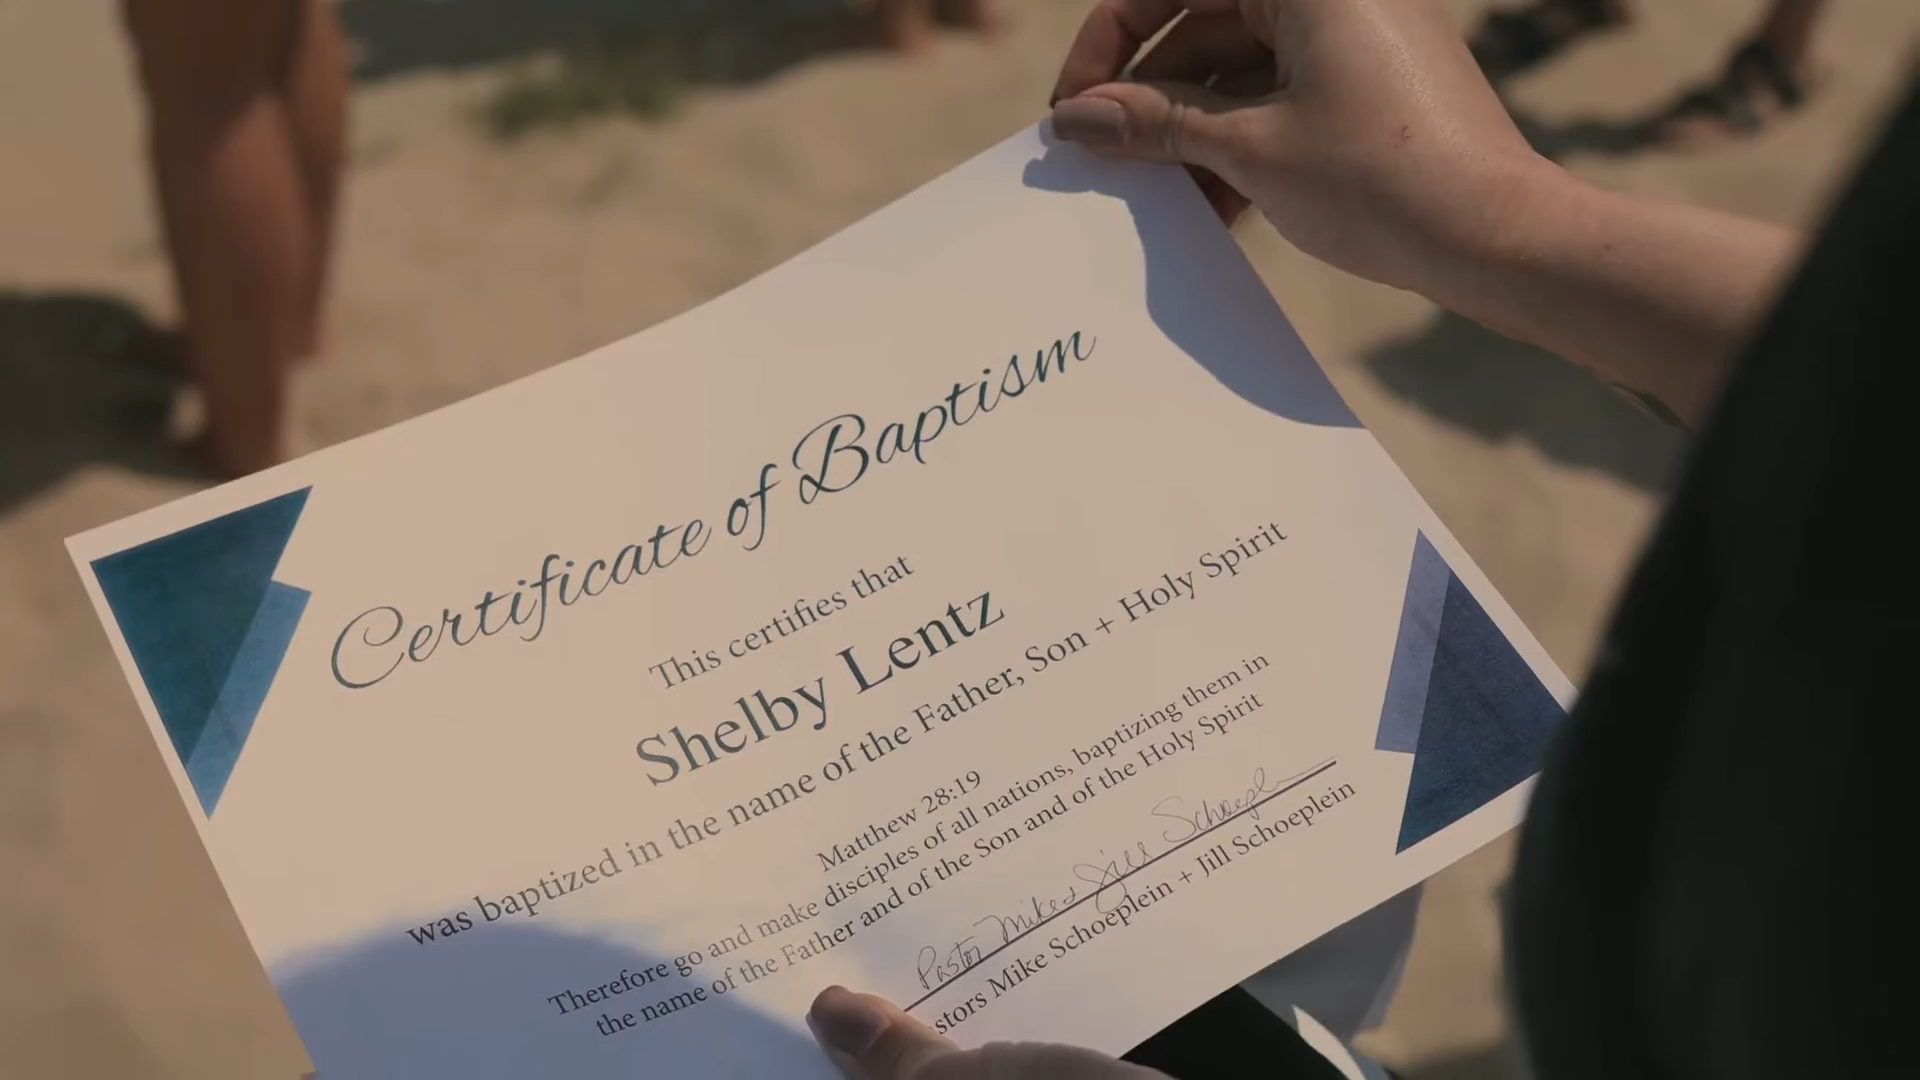 Certificate of Baptism
This certifies that
Shelby Lentz
was baptized in the name of the Father, Son + Holy Spirit
Matthew 28:19
Therefore go and make disciples of all nations, baptizing them in
the name of the Father and of the Son and of the Holy Spirit
Pastor Mike + Jill Schoeplein
stors Mike Schoeplein + Jill Schoeplein